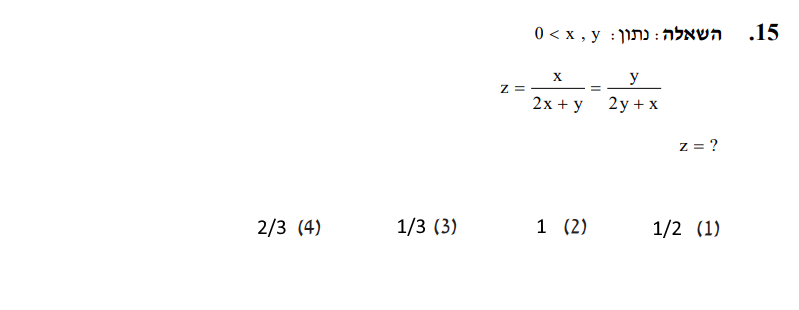 15. השאלה: נתון: 0 < x , y
z = x / (2x + y) = y / (2y + x)
z = ?
(1) 1/2 (2) 1 (3) 1/3 (4) 2/3